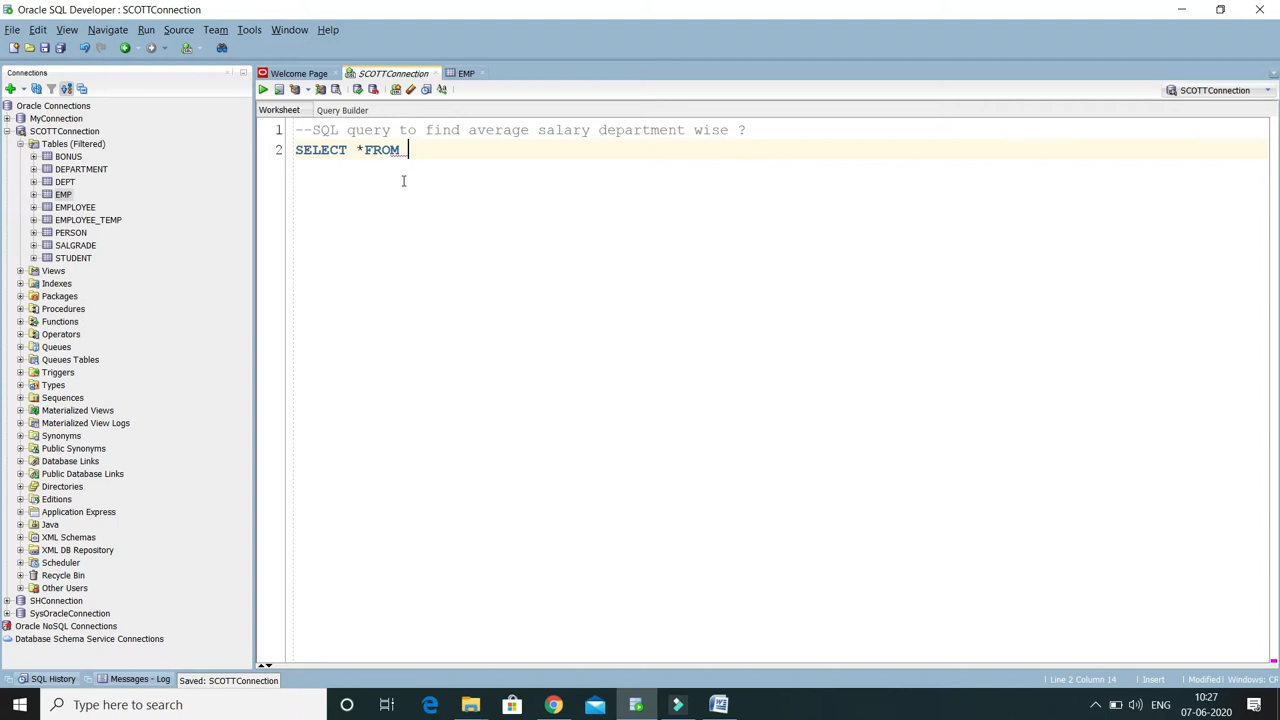 Oracle SQL Developer : SCOTTConnection
File Edit View Navigate Run Source Team Tools Window Help
Connections
Welcome Page
SCOTTConnection
EMP
SCOTTConnection
Worksheet
Query Builder
Oracle Connections
MyConnection
SCOTTConnection
Tables (Filtered)
BONUS
DEPARTMENT
DEPT
EMP
EMPLOYEE
EMPLOYEE_TEMP
PERSON
SALGRADE
STUDENT
Views
Indexes
Packages
Procedures
Functions
Operators
Queues
Queues Tables
Triggers
Types
Sequences
Materialized Views
Materialized View Logs
Synonyms
Public Synonyms
Database Links
Public Database Links
Directories
Editions
Application Express
Java
XML Schemas
XML DB Repository
Scheduler
Recycle Bin
Other Users
SHConnection
SysOracleConnection
Oracle NoSQL Connections
Database Schema Service Connections
1 --SQL query to find average salary department wise ?
2 SELECT *FROM
SQL History
Messages - Log
Saved: SCOTTConnection
Line 2 Column 14
Insert
Modified
Windows: CR
Type here to search
ENG
10:27
07-06-2020